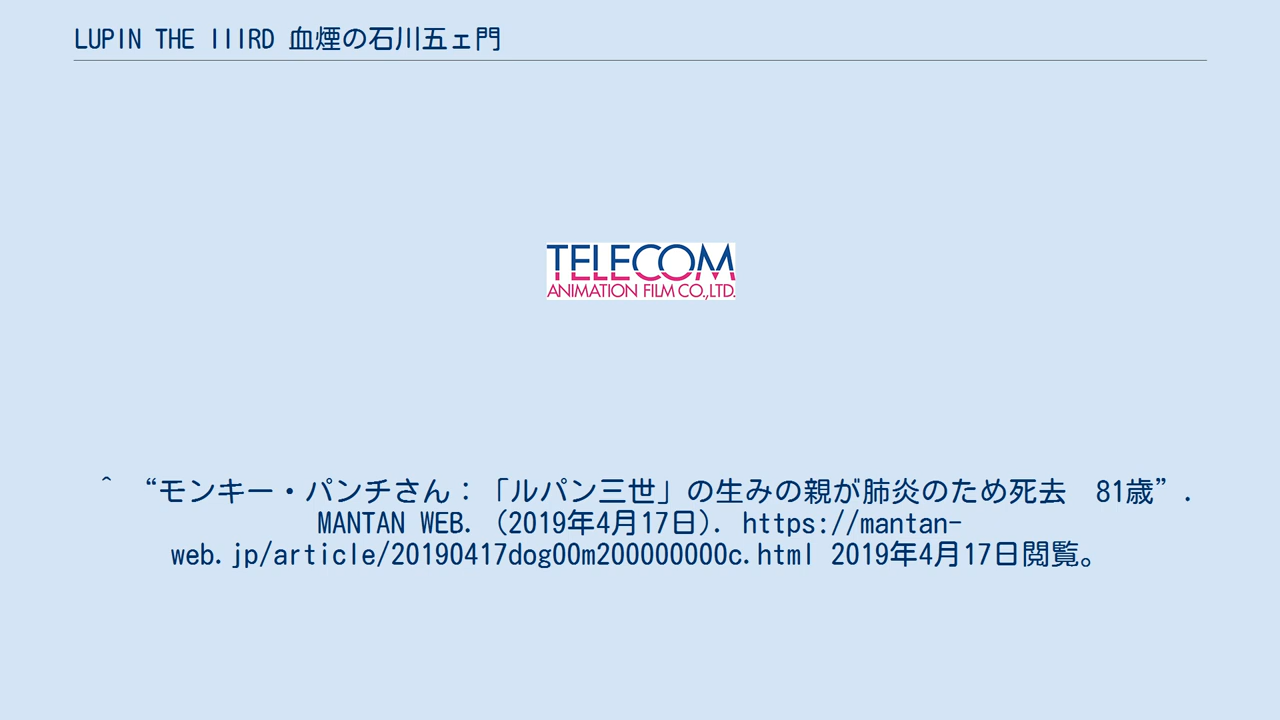 LUPIN THE IIIRD 血煙の石川五ェ門
TELECOM
ANIMATION FILM CO.,LTD.
^ “モンキー・パンチさん：「ルパン三世」の生みの親が肺炎のため死去　81歳”.
MANTAN WEB. (2019年4月17日). https://mantan-
web.jp/article/20190417dog00m200000000c.html 2019年4月17日閲覧。